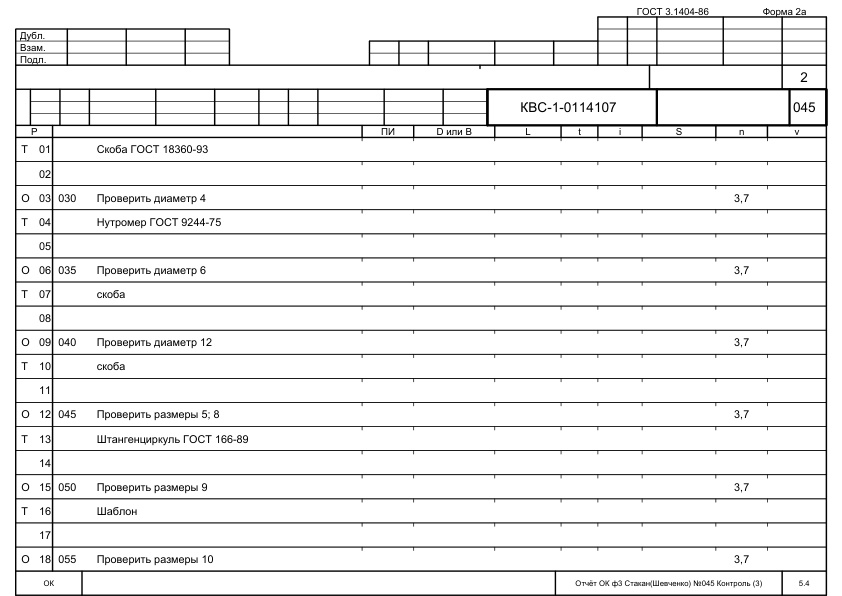 ГОСТ 3.1404-86 Форма 2а
Дубл.
Взам.
Подл.
2
КВС-1-0114107 045
Р ПИ D или В L t i S n v
Т 01 Скоба ГОСТ 18360-93
02
О 03 030 Проверить диаметр 4 3,7
Т 04 Нутромер ГОСТ 9244-75
05
О 06 035 Проверить диаметр 6 3,7
Т 07 скоба
08
О 09 040 Проверить диаметр 12 3,7
Т 10 скоба
11
О 12 045 Проверить размеры 5; 8 3,7
Т 13 Штангенциркуль ГОСТ 166-89
14
О 15 050 Проверить размеры 9 3,7
Т 16 Шаблон
17
О 18 055 Проверить размеры 10 3,7
ОК Отчёт ОК ф3 Стакан(Шевченко) №045 Контроль (3) 5.4